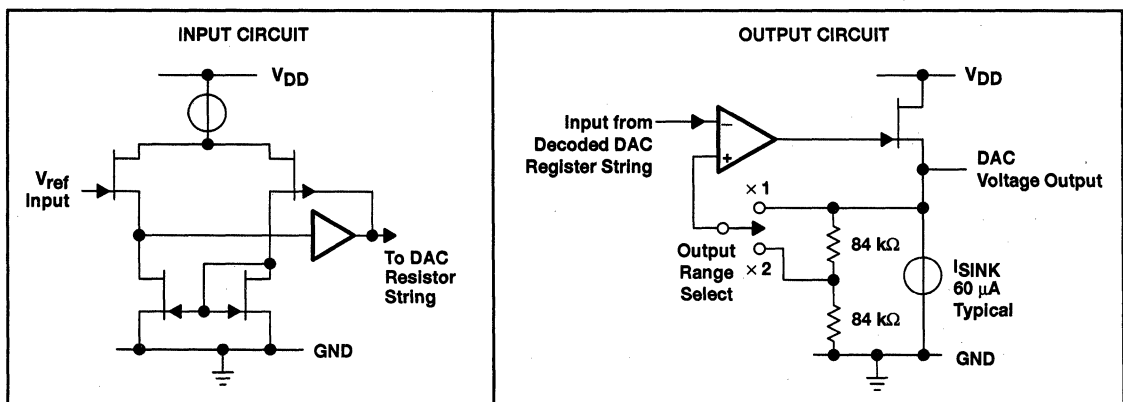 INPUT CIRCUIT
VDD
Vref
Input
To DAC
Resistor
String
GND
OUTPUT CIRCUIT
VDD
Input from
Decoded DAC
Register String
−
+
DAC
Voltage Output
× 1
84 kΩ
Output
Range
Select
× 2
ISINK
60 μA
Typical
84 kΩ
GND